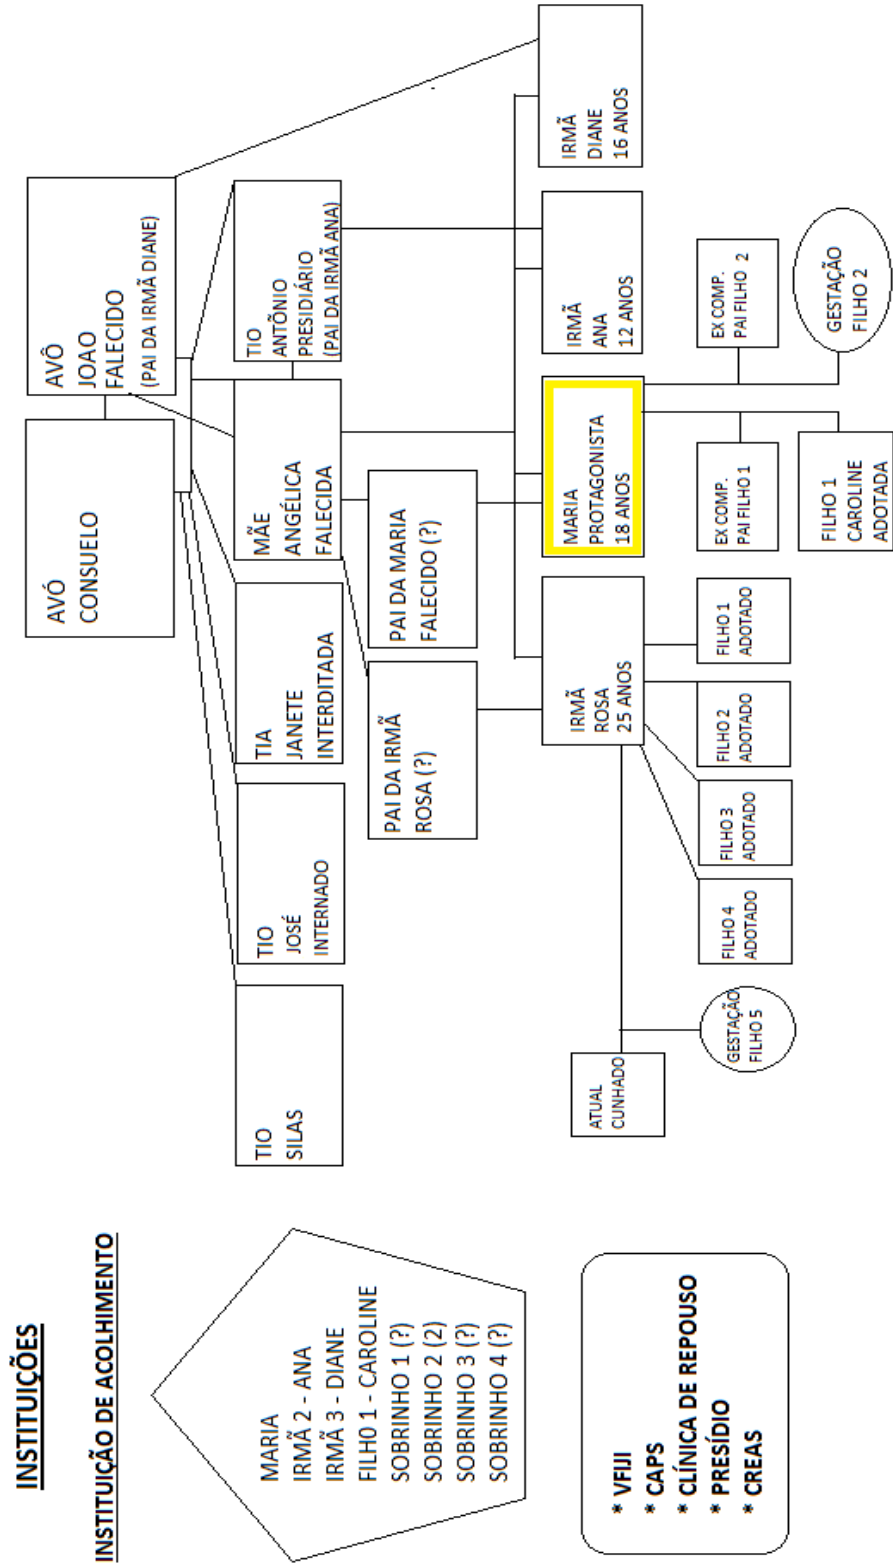 INSTITUIÇÕES
INSTITUIÇÃO DE ACOLHIMENTO
MARIA
IRMÃ 2 - ANA
IRMÃ 3 - DIANE
FILHO 1 - CAROLINE
SOBRINHO 1 (?)
SOBRINHO 2 (2)
SOBRINHO 3 (?)
SOBRINHO 4 (?)
* VFIJI
* CAPS
* CLÍNICA DE REPOUSO
* PRESÍDIO
* CREAS
AVÓ
CONSUELO
AVÔ
JOAO
FALECIDO
(PAI DA IRMÃ DIANE)
TIO
SILAS
TIO
JOSÉ
INTERNADO
TIA
JANETE
INTERDITADA
MÃE
ANGÉLICA
FALECIDA
TIO
ANTÔNIO
PRESIDIÁRIO
(PAI DA IRMÃ ANA)
PAI DA IRMÃ
ROSA (?)
PAI DA MARIA
FALECIDO (?)
IRMÃ
ROSA
25 ANOS
MARIA
PROTAGONISTA
18 ANOS
IRMÃ
ANA
12 ANOS
IRMÃ
DIANE
16 ANOS
ATUAL
CUNHADO
GESTAÇÃO
FILHO 5
FILHO 4
ADOTADO
FILHO 3
ADOTADO
FILHO 2
ADOTADO
FILHO 1
ADOTADO
EX COMP.
PAI FILHO 1
EX COMP.
PAI FILHO 2
FILHO 1
CAROLINE
ADOTADA
GESTAÇÃO
FILHO 2